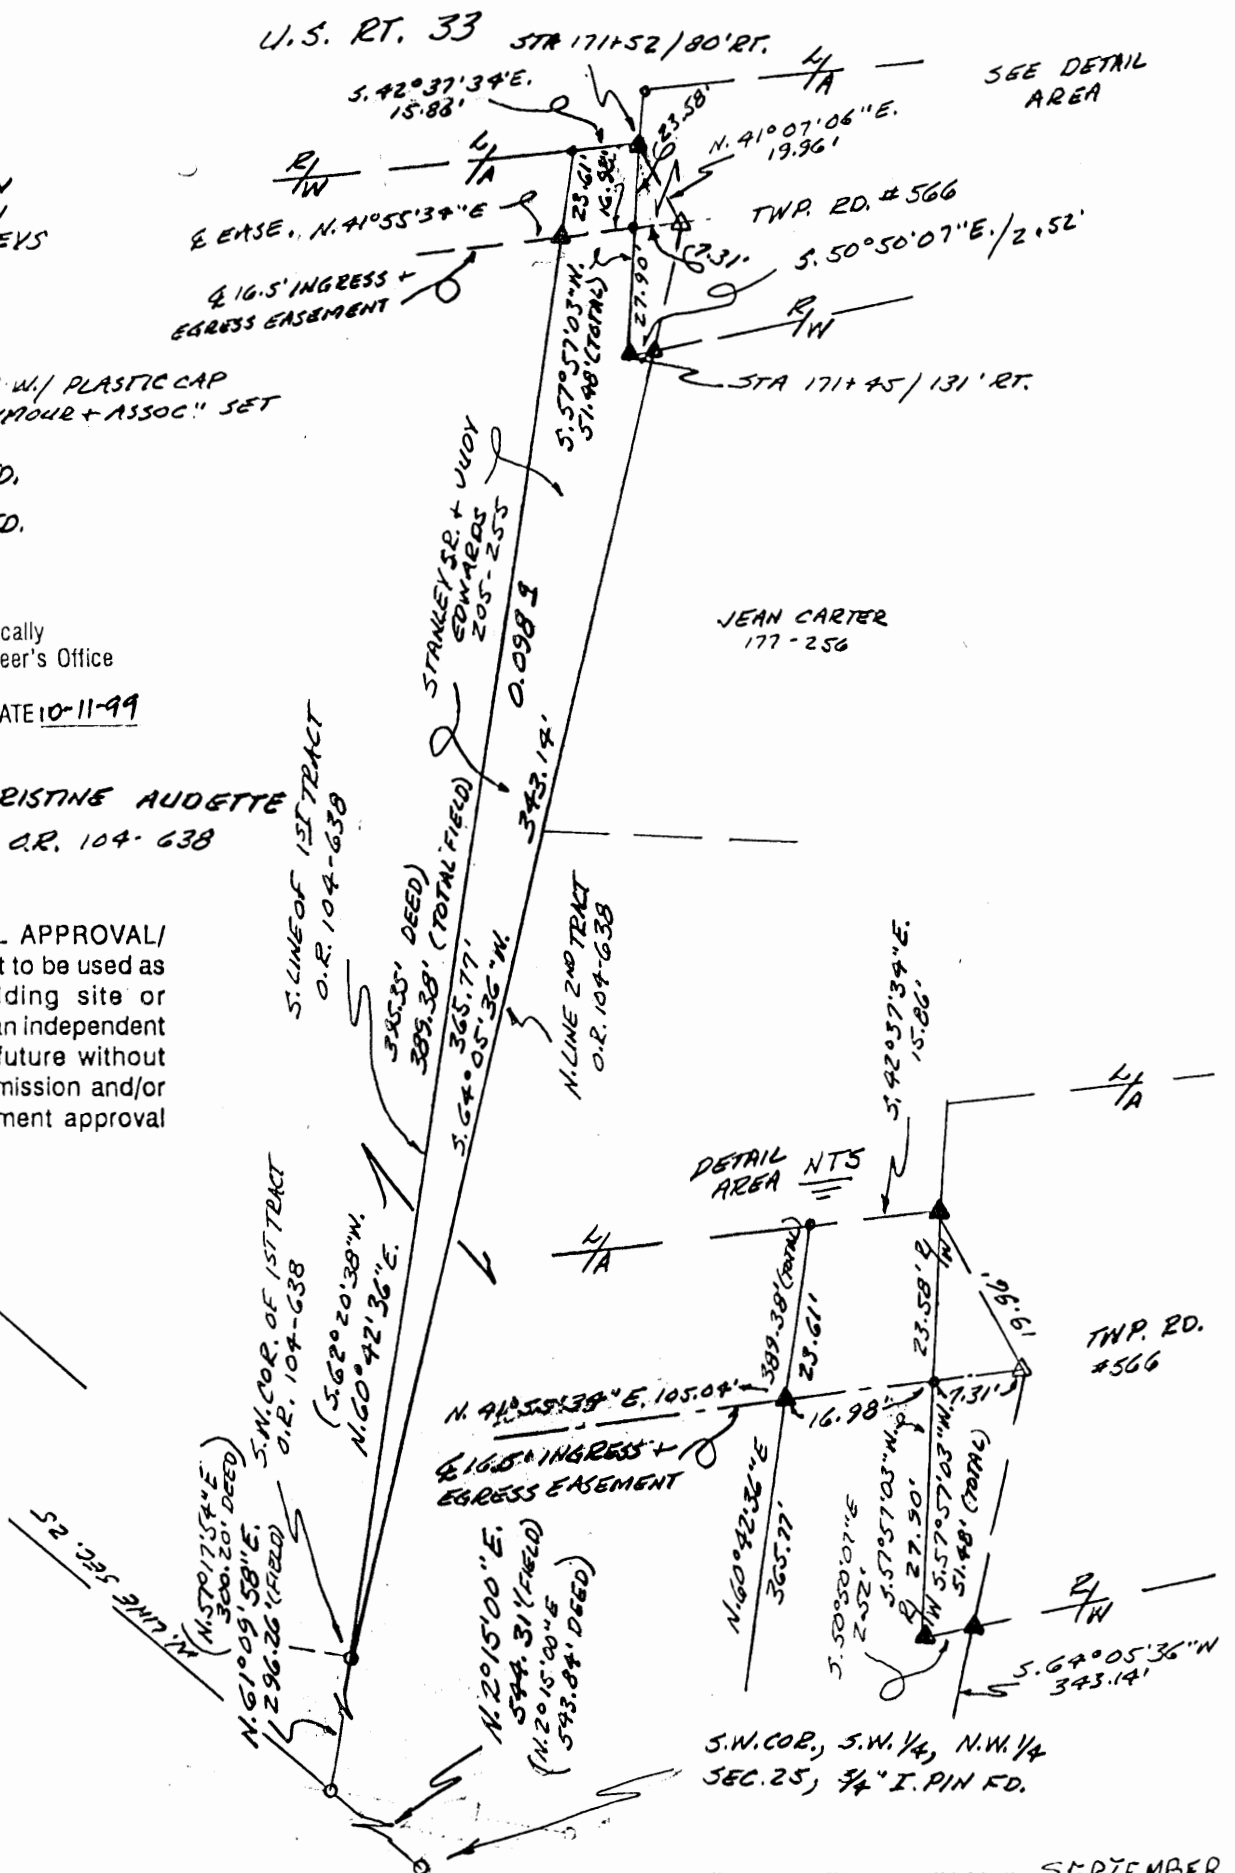 U.S. RT. 33
STA 171+52/80'RT.
L/A
SEE DETAIL
AREA
S.42°37'34"E.
15.86'
23.58'
N.41°07'06"E.
19.96'
R/W
L/A
23.61'
16.98'
TWP. RD. #566
℄ EASE., N.41°55'34"E
7.31'
S.50°50'07"E./2.52'
℄ 16.5' INGRESS +
EGRESS EASEMENT
27.90'
R/W
S.57°57'03"W.
51.48'(TOTAL)
STA 171+45/131'RT.
EYS
W./ PLASTIC CAP
MOUR + ASSOC." SET
D.
D.
STANLEY SR. + JUDY
EDWARDS
205-255
0.098
JEAN CARTER
177-256
cally
eer's Office
ATE 10-11-99
RISTINE AUDETTE
O.R. 104-638
343.14'
S.LINE OF 1ST TRACT
O.R. 104-638
395.35' DEED)
389.38' (TOTAL FIELD)
365.77'
S.64°05'36"W.
N.LINE 2ND TRACT
O.R. 104-638
L APPROVAL/
t to be used as
iding site or
an independent
future without
mission and/or
ment approval
S.42°37'34"E.
15.86'
L/A
DETAIL NTS
AREA
L/A
S.W.COR. OF 1ST TRACT
O.R. 104-638
(S.62°20'38"W.
N.60°42'36"E.
389.38'(TOTAL)
23.61'
23.58' R/W
19.96'
TWP. RD.
#566
N.41°55'34"E. 105.04'
16.98'
7.31'
℄ 16.5' INGRESS +
EGRESS EASEMENT
N.60°42'36"E
365.77'
S.50°50'07"E
2.52'
S.57°57'03"W.
27.90'
R/W
S.57°57'03"W.
51.48' (TOTAL)
R/W
S.64°05'36"W
343.14'
N.LINE SEC. 25
(N.57°17'54"E
300.20' DEED)
N.61°09'58"E.
296.26'(FIELD)
N.2°15'00"E.
544.31'(FIELD)
(N.2°15'00"E
543.84' DEED)
S.W.COR., S.W.1/4, N.W.1/4
SEC.25, 3/4" I.PIN FD.
SEPTEMBER